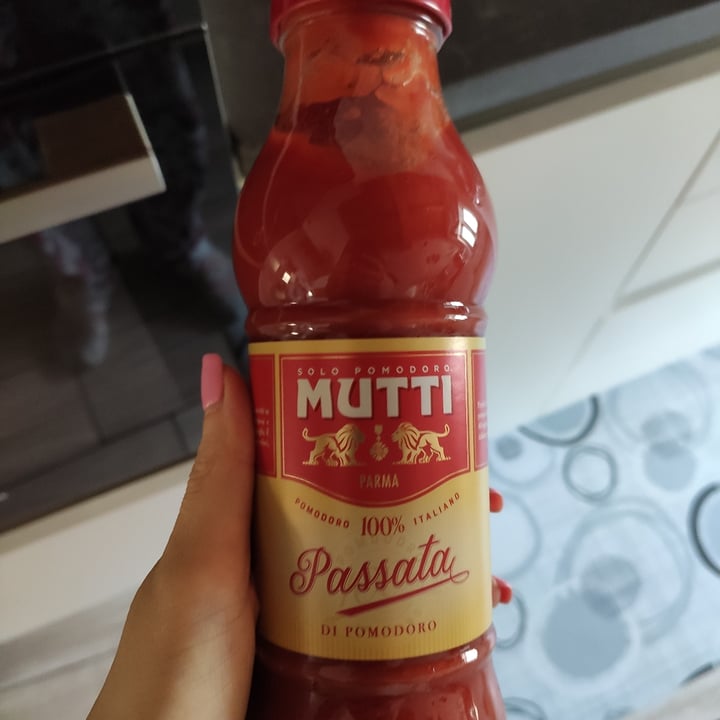 SOLO POMODORO
MUTTI
PARMA
POMODORO 100% ITALIANO
Passata
DI POMODORO